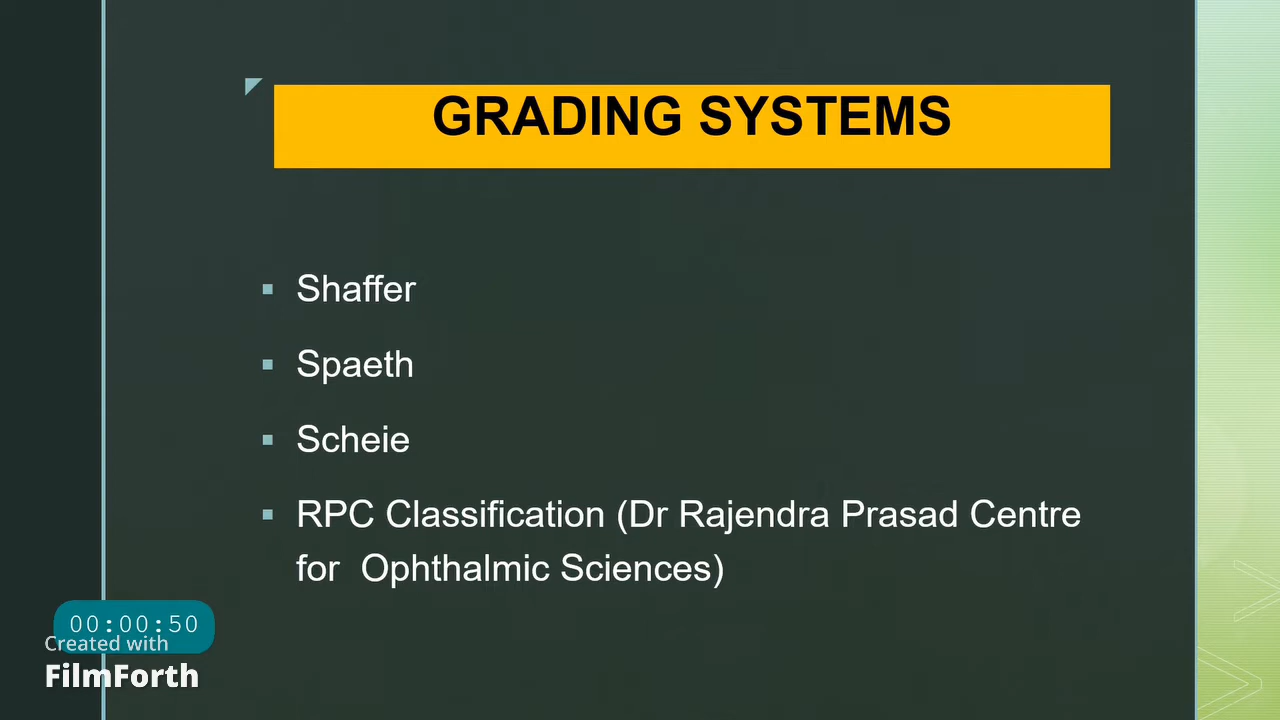 GRADING SYSTEMS
Shaffer
Spaeth
Scheie
RPC Classification (Dr Rajendra Prasad Centre
for Ophthalmic Sciences)
00:00:50
Created with
FilmForth